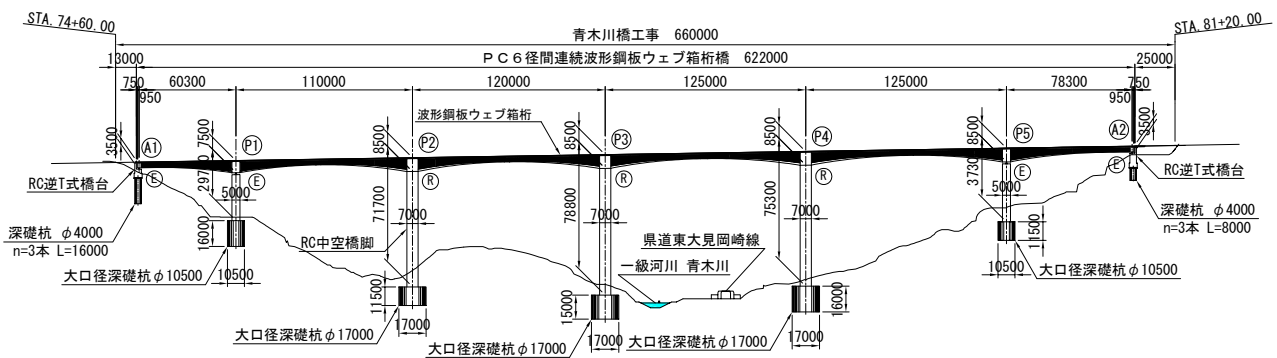 STA. 74+60.00
STA. 81+20.00
青木川橋工事 660000
13000
ＰＣ６径間連続波形鋼板ウェブ箱桁橋 622000
25000
750
60300
110000
120000
125000
125000
78300
750
950
950
波形鋼板ウェブ箱桁
3500
A1
7500
P1
8500
P2
8500
P3
8500
P4
8500
P5
A2
3500
RC逆T式橋台
E
29700
E
R
R
R
37300
E
E
RC逆T式橋台
5000
71700
7000
78800
7000
75300
7000
5000
深礎杭 φ4000
n=3本 L=16000
16000
RC中空橋脚
県道東大見岡崎線
一級河川 青木川
11500
深礎杭 φ4000
n=3本 L=8000
大口径深礎杭φ10500
10500
10500
大口径深礎杭φ10500
11500
15000
16000
大口径深礎杭φ17000
17000
大口径深礎杭φ17000
17000
大口径深礎杭φ17000
17000